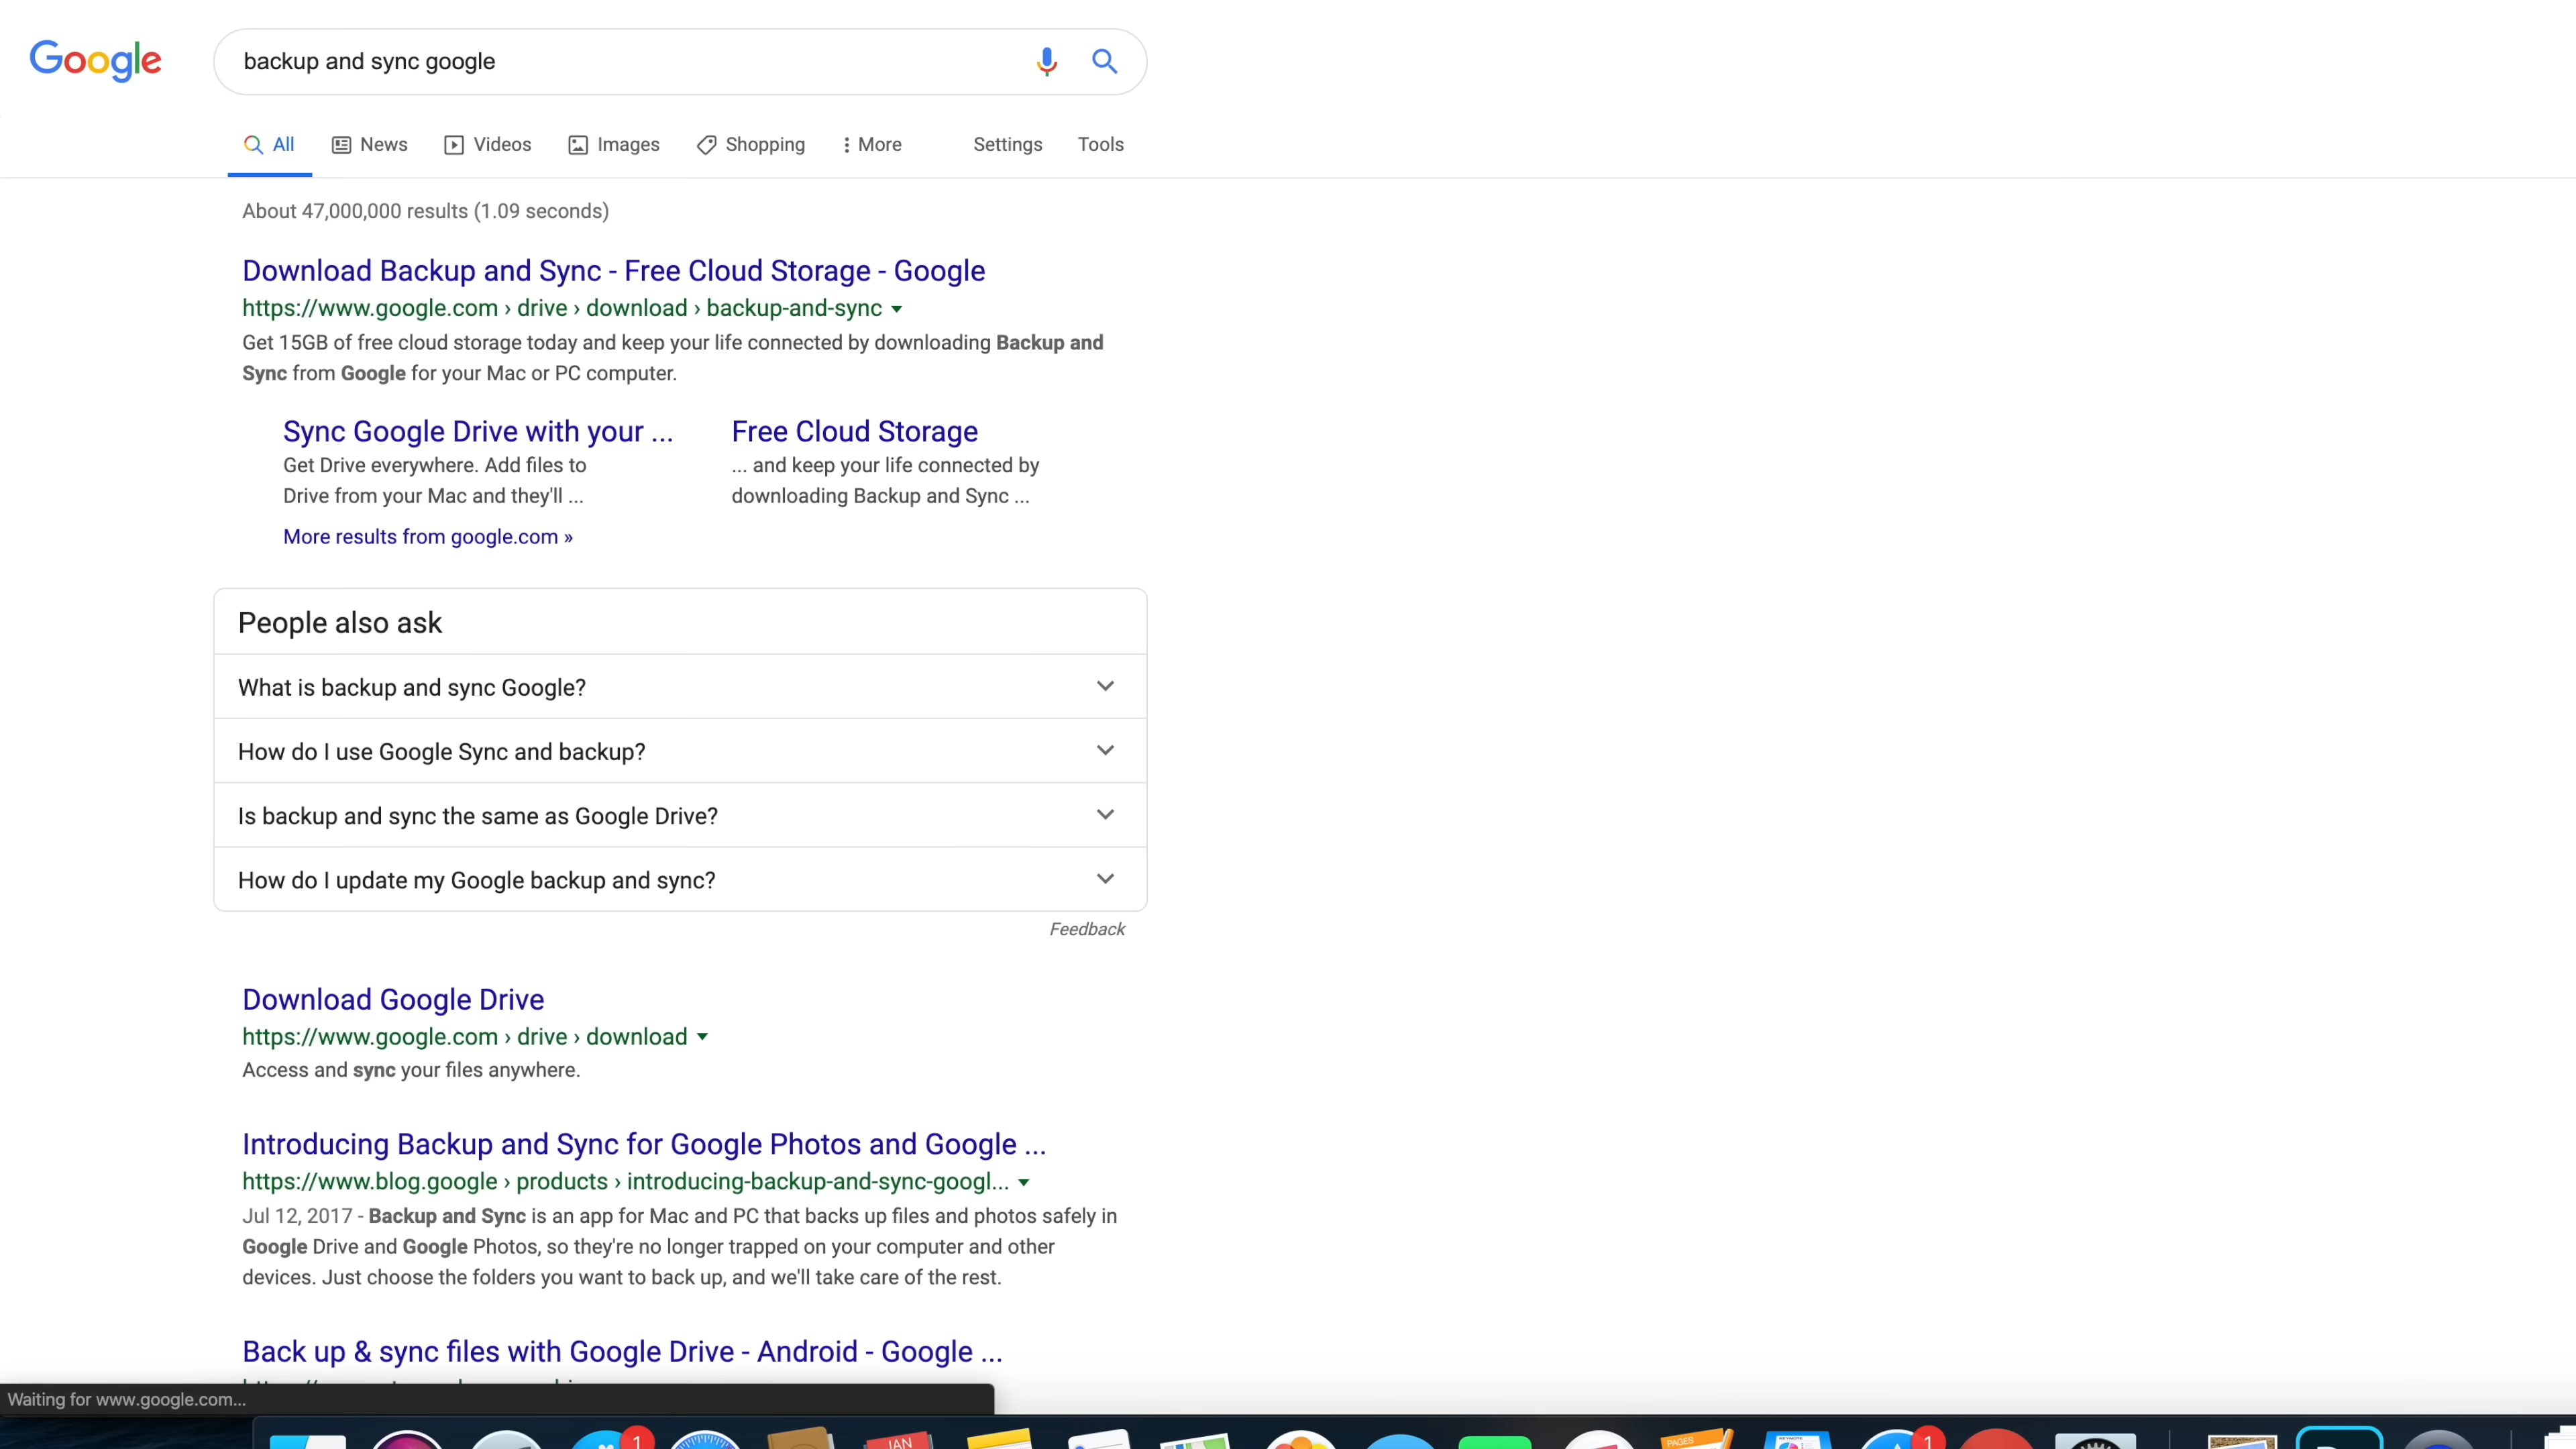 Google
backup and sync google
All News Videos Images Shopping More Settings Tools
About 47,000,000 results (1.09 seconds)
Download Backup and Sync - Free Cloud Storage - Google
https://www.google.com › drive › download › backup-and-sync
Get 15GB of free cloud storage today and keep your life connected by downloading Backup and
Sync from Google for your Mac or PC computer.
Sync Google Drive with your ...
Get Drive everywhere. Add files to
Drive from your Mac and they'll ...
Free Cloud Storage
... and keep your life connected by
downloading Backup and Sync ...
More results from google.com »
People also ask
What is backup and sync Google?
How do I use Google Sync and backup?
Is backup and sync the same as Google Drive?
How do I update my Google backup and sync?
Feedback
Download Google Drive
https://www.google.com › drive › download
Access and sync your files anywhere.
Introducing Backup and Sync for Google Photos and Google ...
https://www.blog.google › products › introducing-backup-and-sync-googl...
Jul 12, 2017 - Backup and Sync is an app for Mac and PC that backs up files and photos safely in
Google Drive and Google Photos, so they're no longer trapped on your computer and other
devices. Just choose the folders you want to back up, and we'll take care of the rest.
Back up & sync files with Google Drive - Android - Google ...
Waiting for www.google.com...
1
JAN
PAGES
1